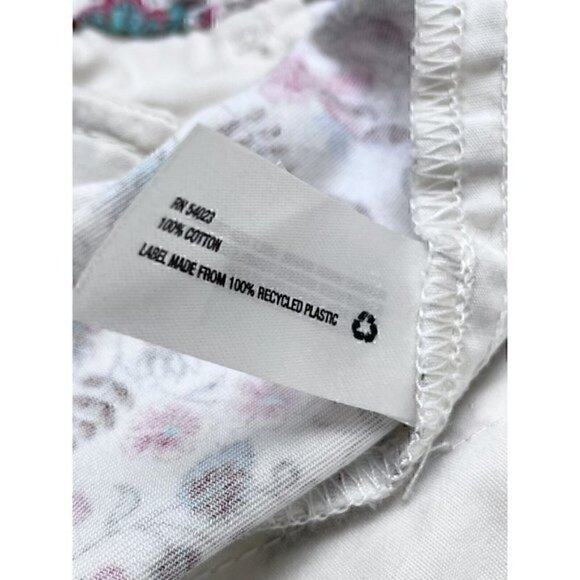 RN 54023
100% COTTON
LABEL MADE FROM 100% RECYCLED PLASTIC